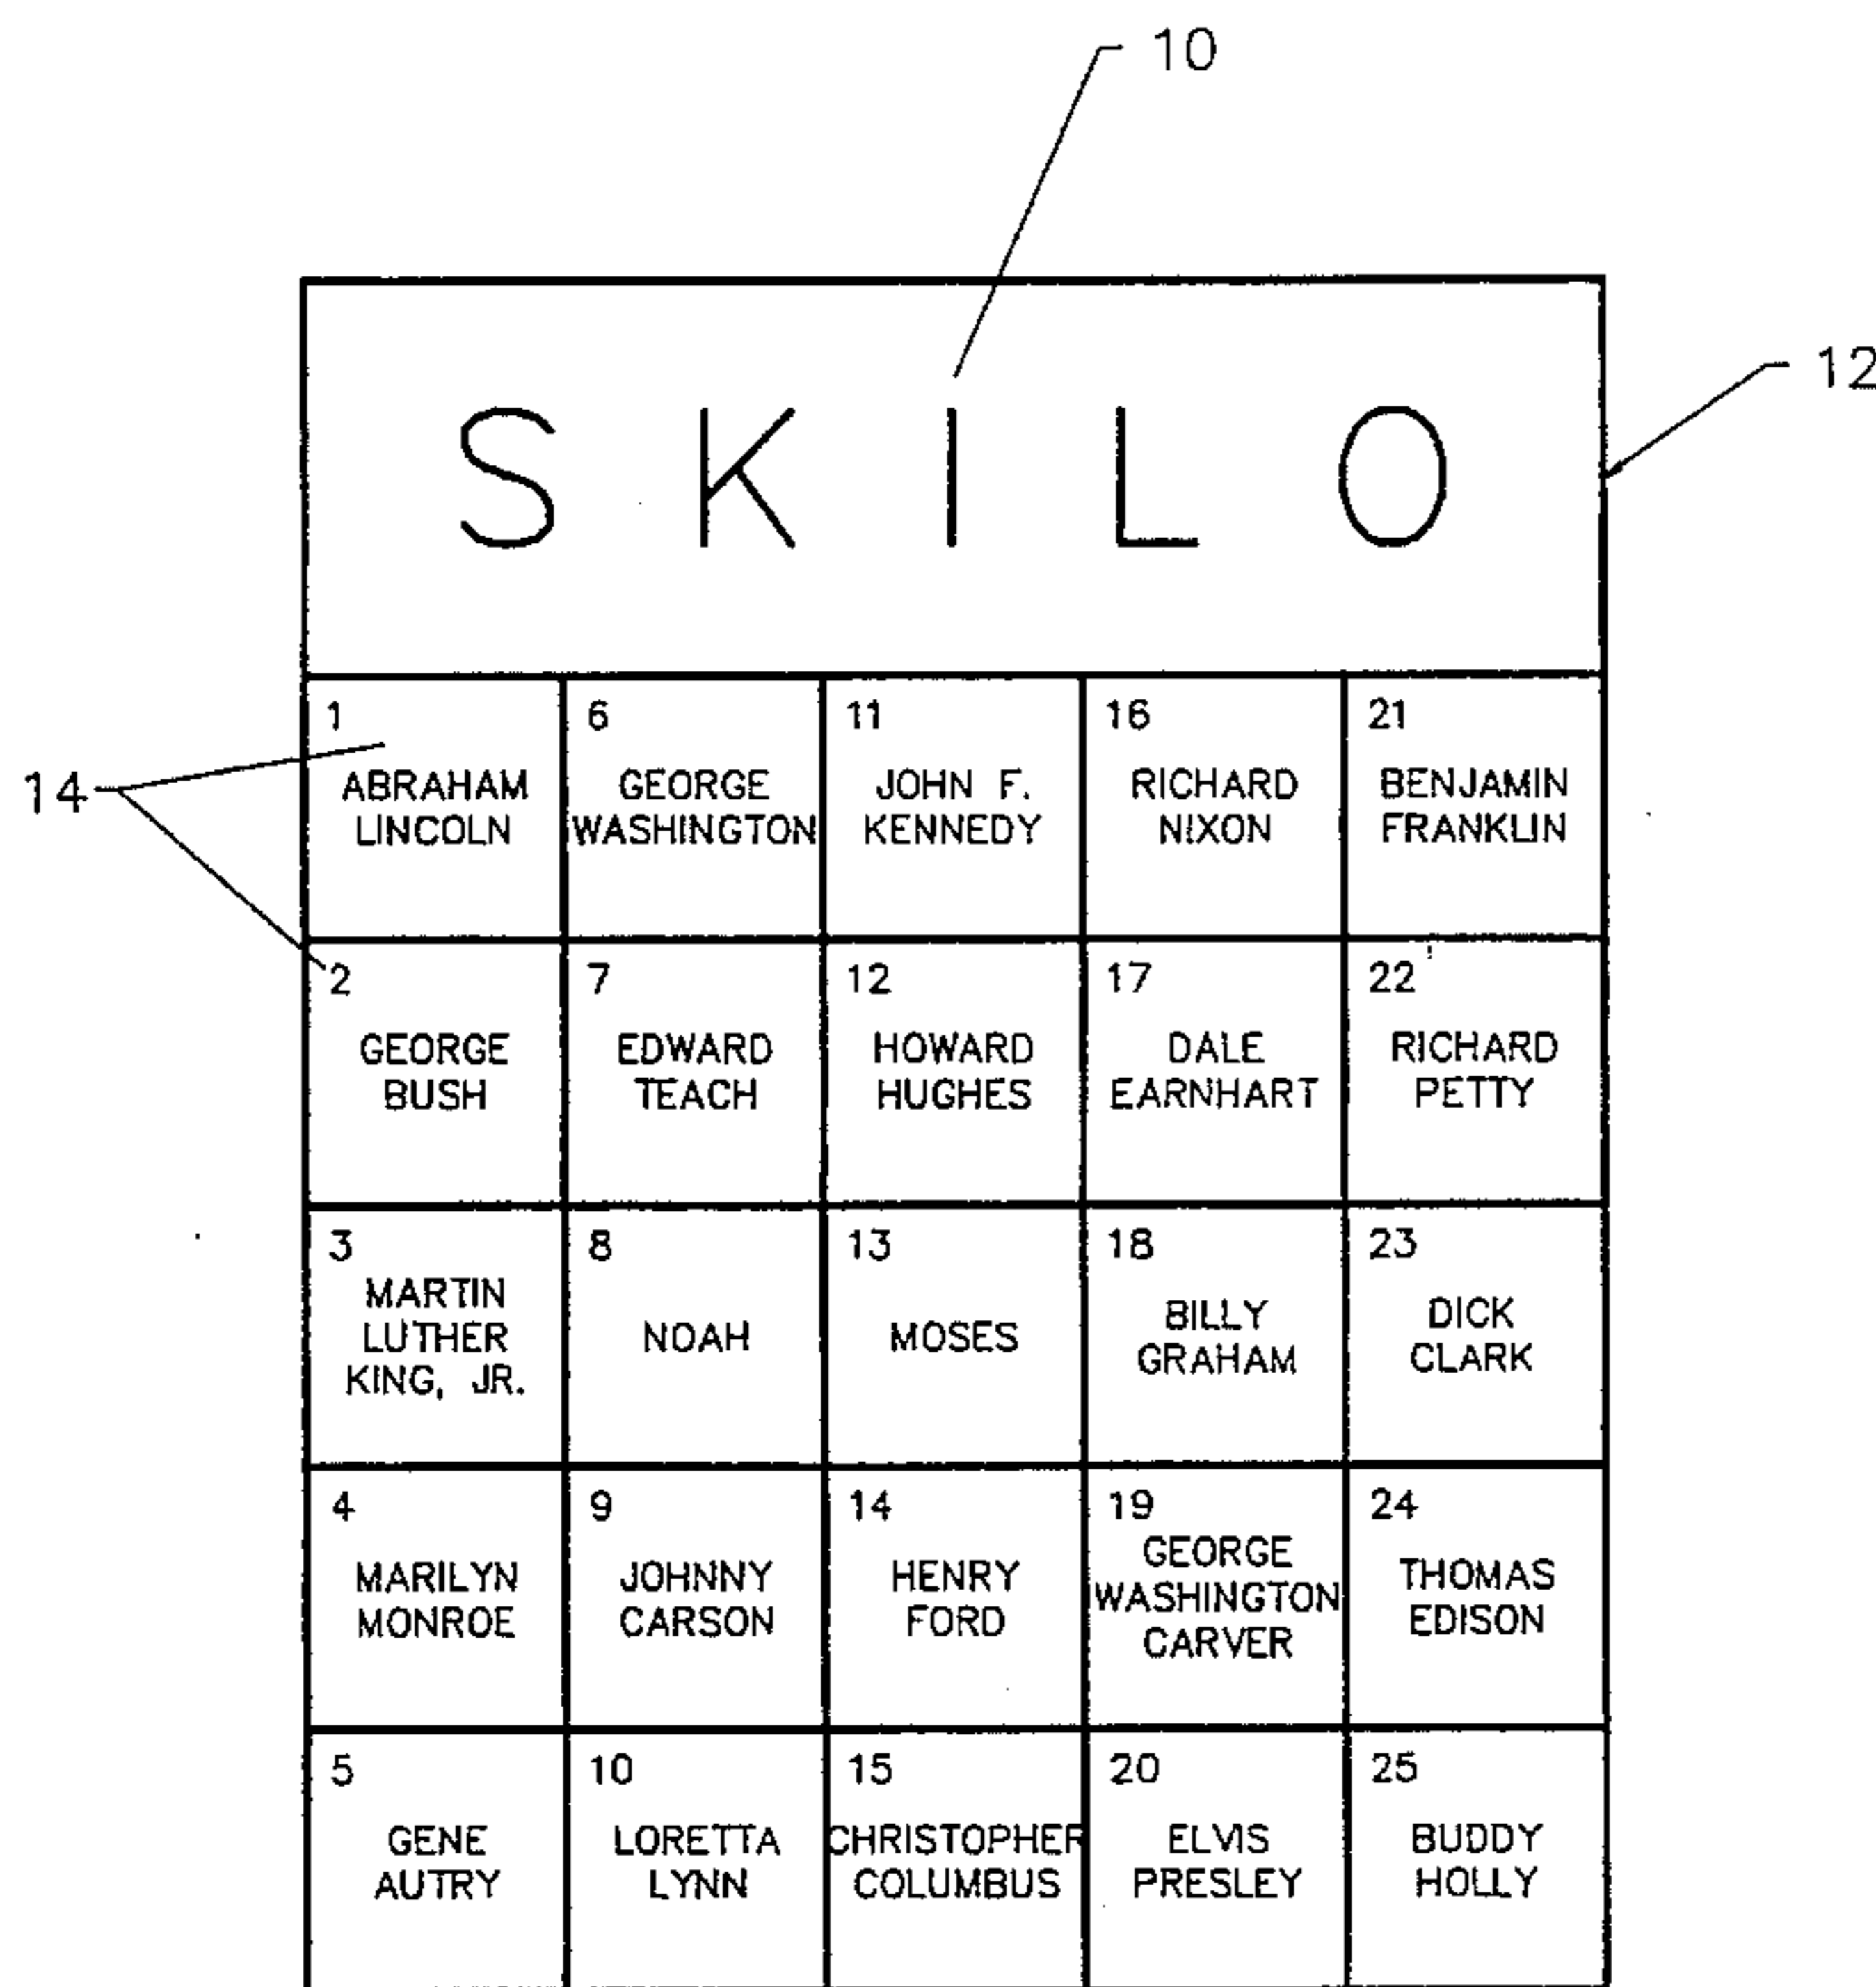 10
12
S K I L O
14
1
ABRAHAM
LINCOLN
6
GEORGE
WASHINGTON
11
JOHN F.
KENNEDY
16
RICHARD
NIXON
21
BENJAMIN
FRANKLIN
2
GEORGE
BUSH
7
EDWARD
TEACH
12
HOWARD
HUGHES
17
DALE
EARNHART
22
RICHARD
PETTY
3
MARTIN
LUTHER
KING, JR.
8
NOAH
13
MOSES
18
BILLY
GRAHAM
23
DICK
CLARK
4
MARILYN
MONROE
9
JOHNNY
CARSON
14
HENRY
FORD
19
GEORGE
WASHINGTON
CARVER
24
THOMAS
EDISON
5
GENE
AUTRY
10
LORETTA
LYNN
15
CHRISTOPHER
COLUMBUS
20
ELVIS
PRESLEY
25
BUDDY
HOLLY